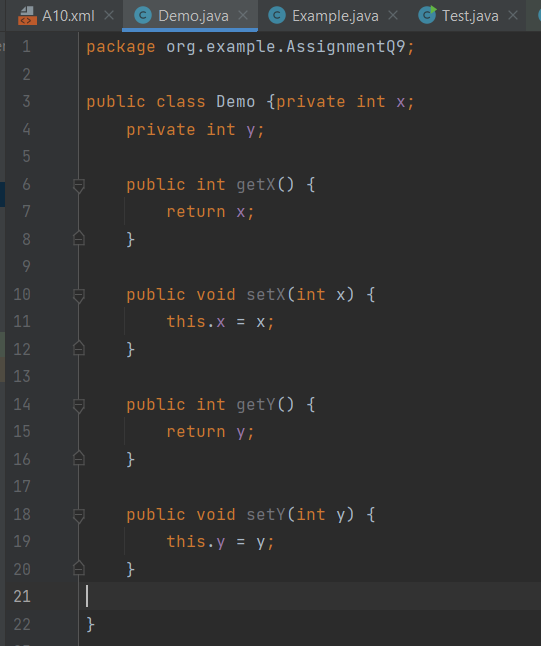 A10.xml × Demo.java × Example.java × Test.java ×
1 package org.example.AssignmentQ9;
2
3 public class Demo {private int x;
4     private int y;
5
6     public int getX() {
7         return x;
8     }
9
10     public void setX(int x) {
11         this.x = x;
12     }
13
14     public int getY() {
15         return y;
16     }
17
18     public void setY(int y) {
19         this.y = y;
20     }
21
22 }